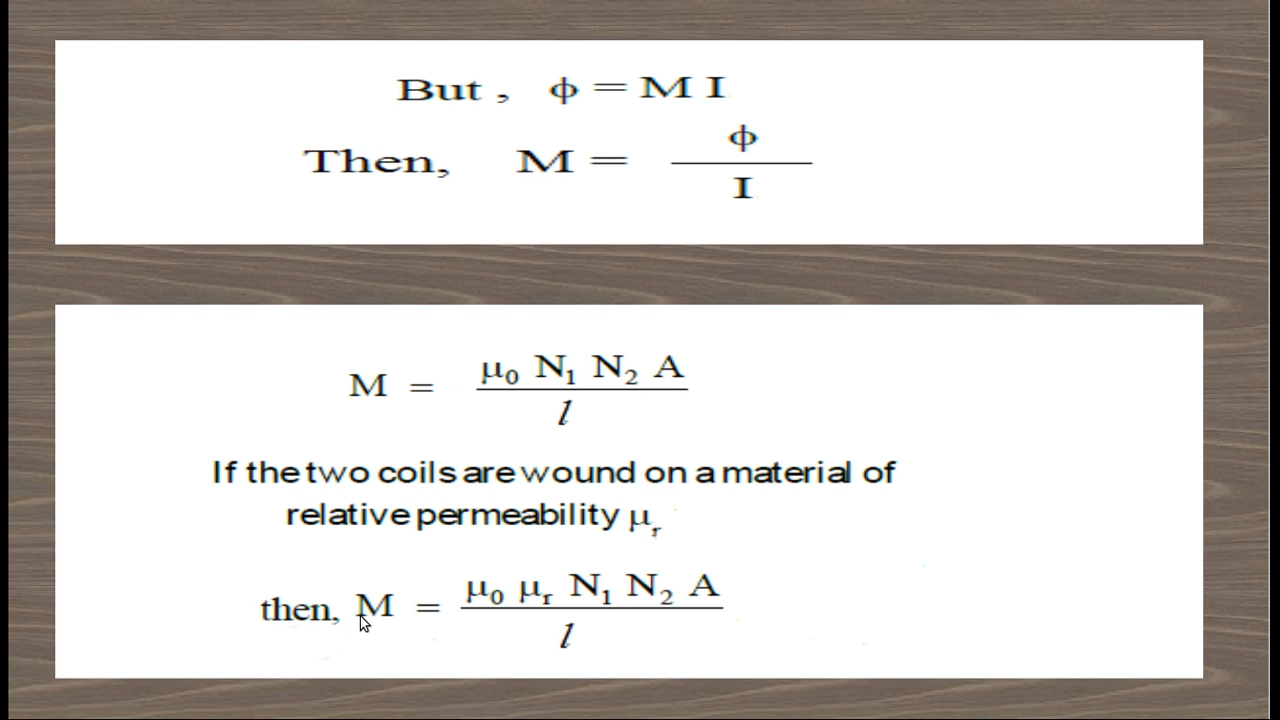 But , ϕ = M I
Then, M = ϕ / I
M = μ₀ N₁ N₂ A / l
If the two coils are wound on a material of
relative permeability μᵣ
then, M = μ₀ μᵣ N₁ N₂ A / l